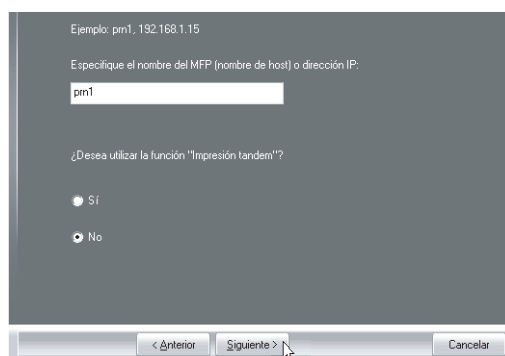 Ejemplo: prn1, 192.168.1.15
Especifique el nombre del MFP (nombre de host) o dirección IP:
prn1
¿Desea utilizar la función "Impresión tandem"?
Sí
No
< Anterior Siguiente > Cancelar